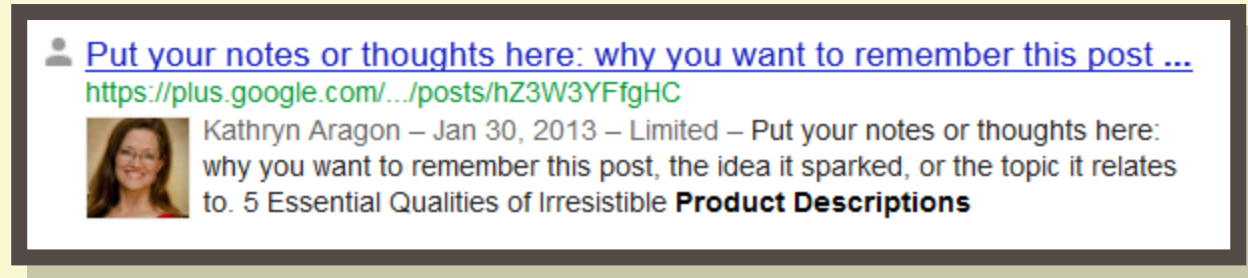 Put your notes or thoughts here: why you want to remember this post ...
https://plus.google.com/.../posts/hZ3W3YFfgHC
Kathryn Aragon – Jan 30, 2013 – Limited – Put your notes or thoughts here:
why you want to remember this post, the idea it sparked, or the topic it relates
to. 5 Essential Qualities of Irresistible Product Descriptions